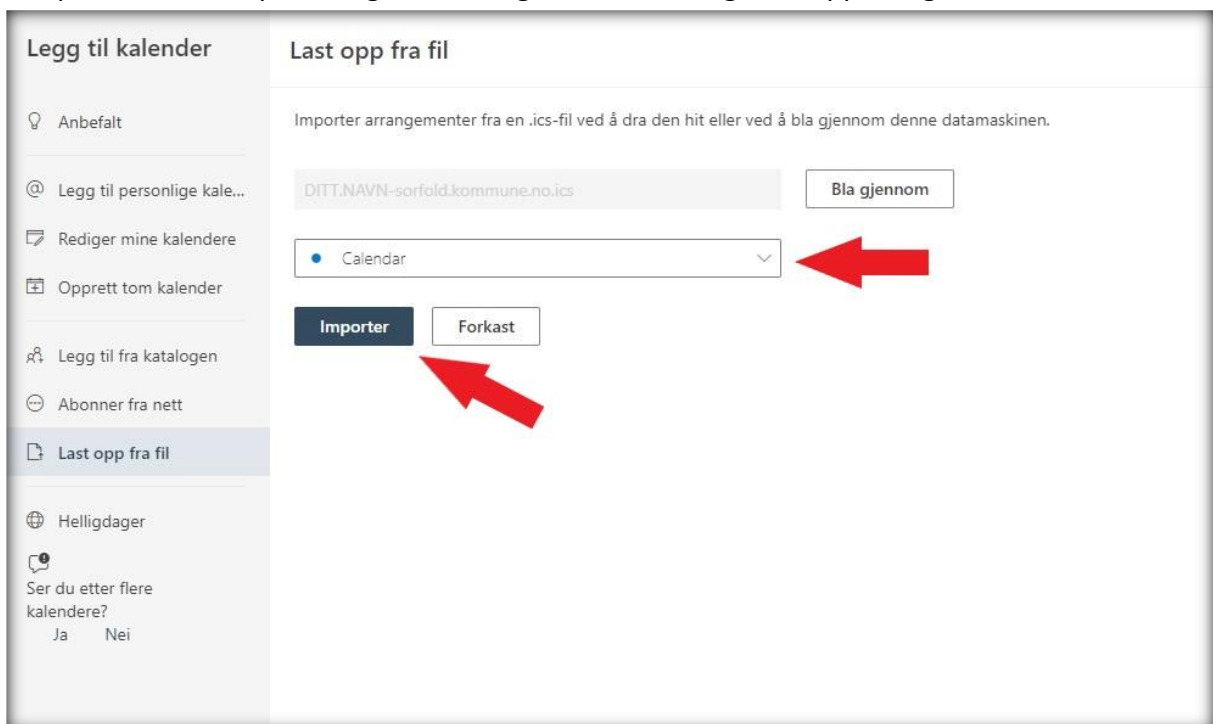 Legg til kalender
Anbefalt
Legg til personlige kale...
Rediger mine kalendere
Opprett tom kalender
Legg til fra katalogen
Abonner fra nett
Last opp fra fil
Helligdager
Ser du etter flere
kalendere?
Ja Nei
Last opp fra fil
Importer arrangementer fra en .ics-fil ved å dra den hit eller ved å bla gjennom denne datamaskinen.
DITT.NAVN-sorfold.kommune.no.ics
Bla gjennom
Calendar
Importer Forkast